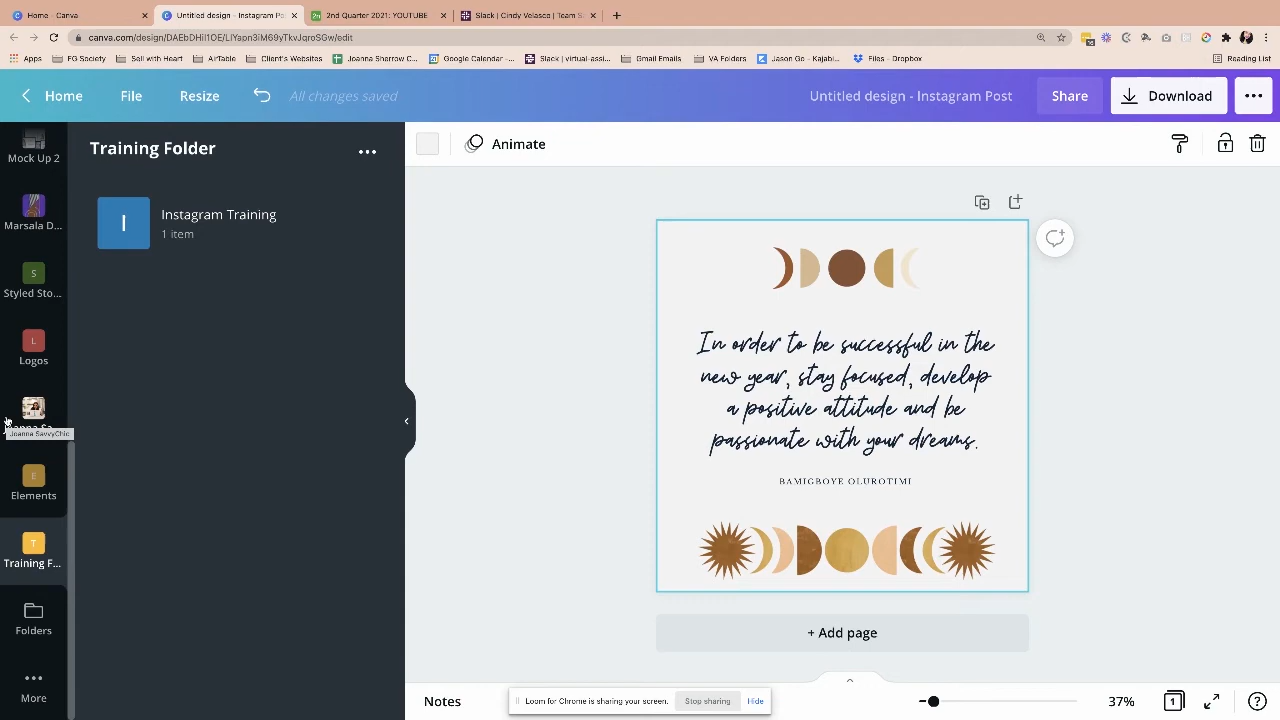 Home - Canva
Untitled design - Instagram Po
2nd Quarter 2021: YOUTUBE
Slack | Cindy Velasco | Team S
canva.com/design/DAEbDHiI1OE/LlYapn3iM69yTkvJqroSGw/edit
Apps
FG Society
Sell with Heart
AirTable
Client's Websites
Joanna Sherrow C...
Google Calendar -...
Slack | virtual-assi...
Gmail Emails
VA Folders
Jason Go - Kajabi...
Files - Dropbox
Reading List
Home
File
Resize
All changes saved
Untitled design - Instagram Post
Share
Download
Mock Up 2
Training Folder
Animate
Marsala D...
I
Instagram Training
1 item
S
Styled Sto...
L
Logos
Joanna SavvyChic
E
Elements
T
Training F...
Folders
More
In order to be successful in the
new year, stay focused, develop
a positive attitude and be
passionate with your dreams.
BAMIGBOYE OLUROTIMI
+ Add page
Notes
Loom for Chrome is sharing your screen.
Stop sharing
Hide
37%
1